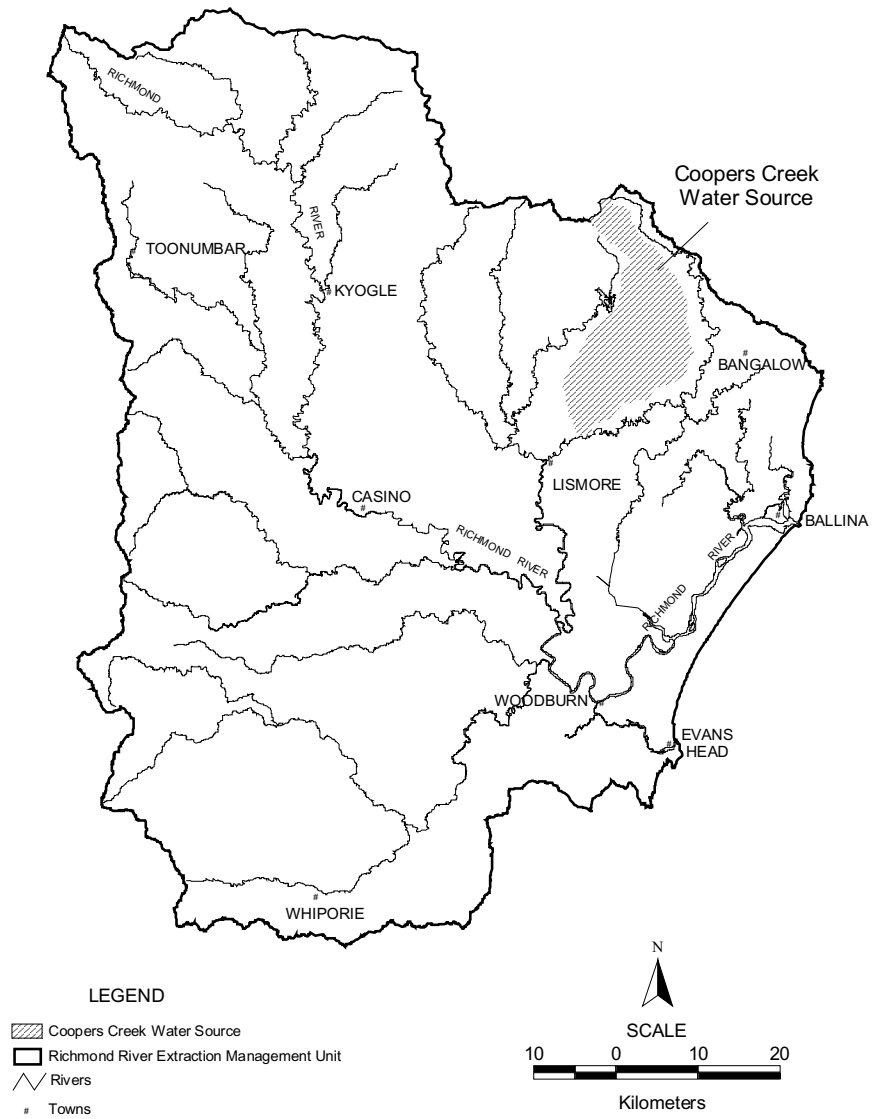 RICHMOND
Coopers Creek
Water Source
RIVER
TOONUMBAR
KYOGLE
BANGALOW
LISMORE
CASINO
RICHMOND RIVER
BALLINA
RIVER
RICHMOND
WOODBURN
EVANS
HEAD
WHIPORIE
N
LEGEND
SCALE
Coopers Creek Water Source
10 0 10 20
Richmond River Extraction Management Unit
Rivers
Kilometers
# Towns